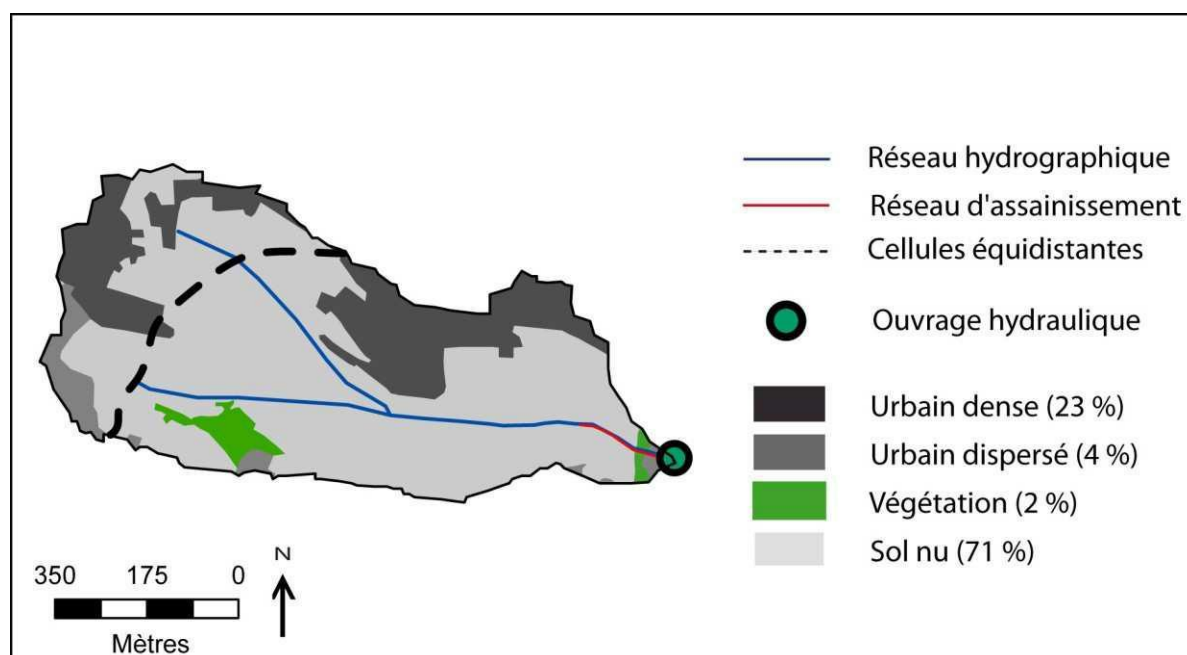 Réseau hydrographique
Réseau d'assainissement
Cellules équidistantes
Ouvrage hydraulique
Urbain dense (23 %)
Urbain dispersé (4 %)
Végétation (2 %)
Sol nu (71 %)
350 175 0
Mètres
N